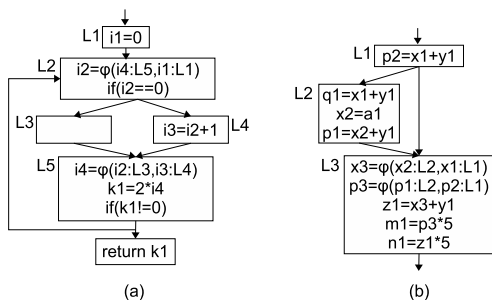 L1
i1=0
L2
i2=φ(i4:L5,i1:L1)
if(i2==0)
L3
i3=i2+1
L4
L5
i4=φ(i2:L3,i3:L4)
k1=2*i4
if(k1!=0)
return k1
(a)
L1
p2=x1+y1
L2
q1=x1+y1
x2=a1
p1=x2+y1
L3
x3=φ(x2:L2,x1:L1)
p3=φ(p1:L2,p2:L1)
z1=x3+y1
m1=p3*5
n1=z1*5
(b)